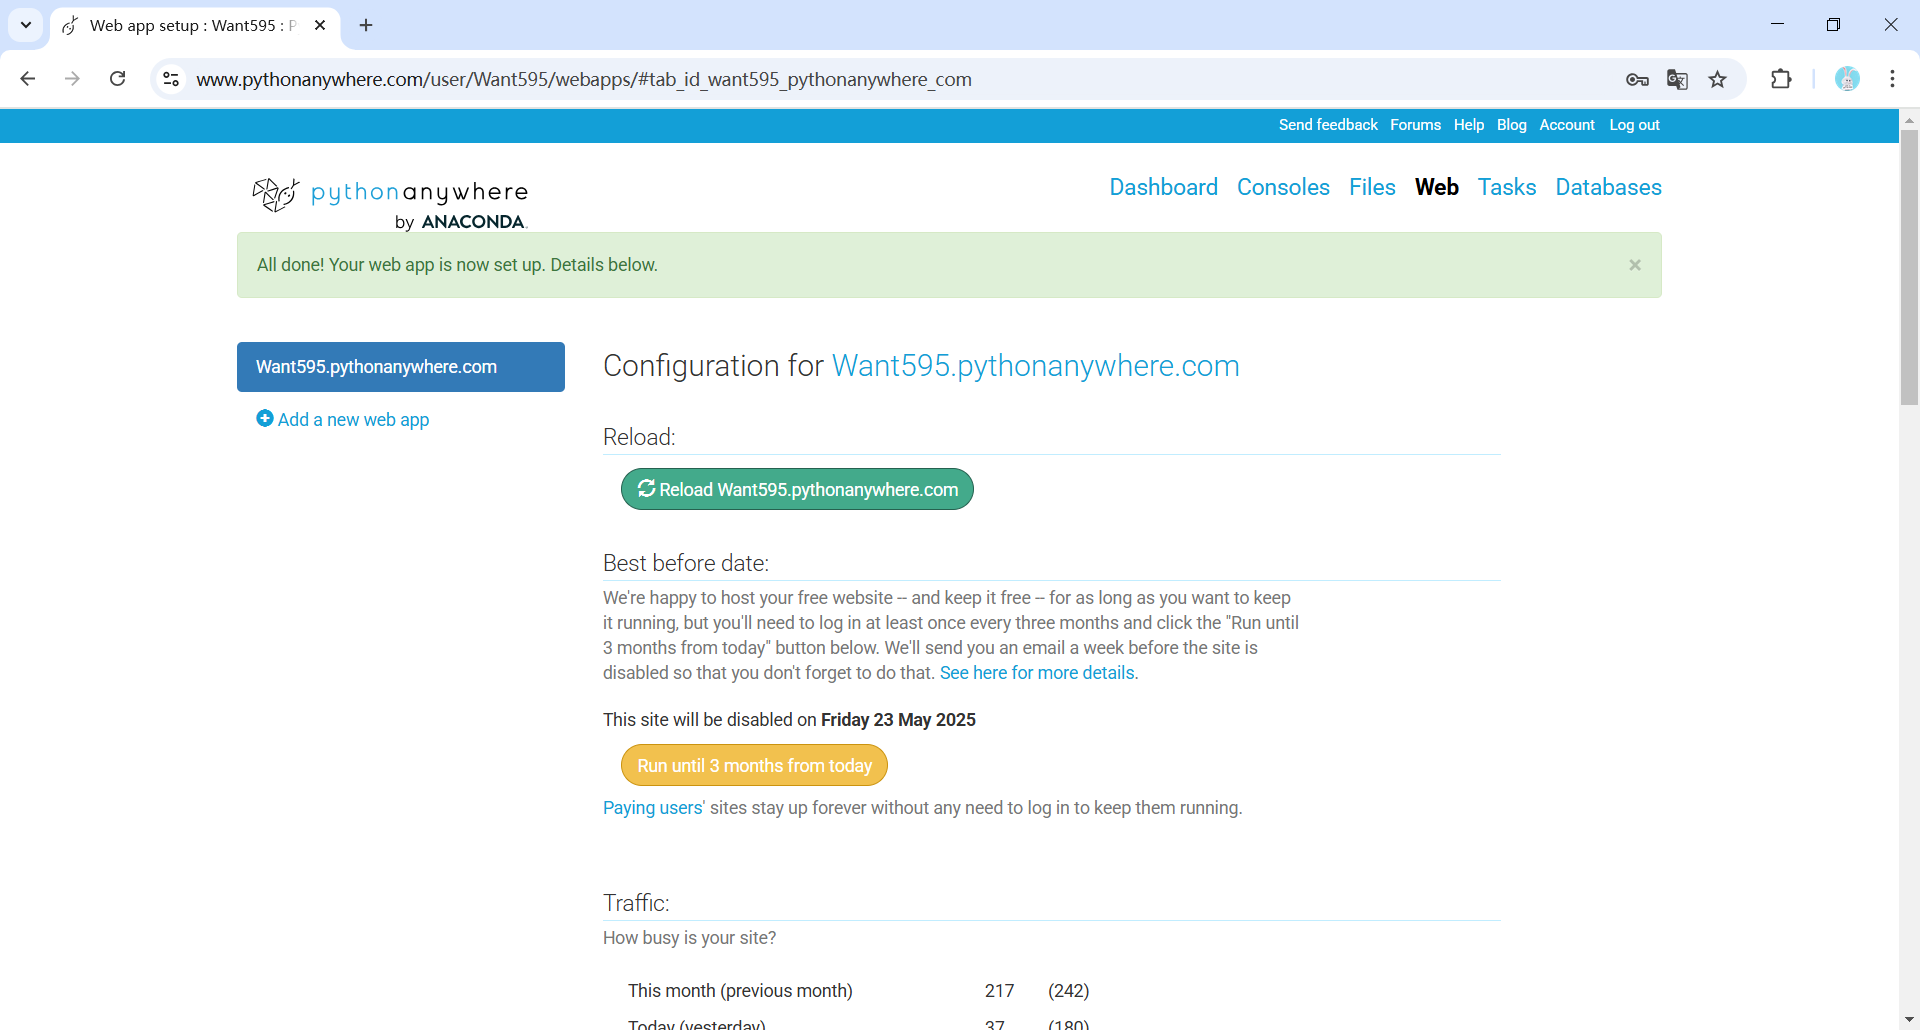 Web app setup : Want595 : P
www.pythonanywhere.com/user/Want595/webapps/#tab_id_want595_pythonanywhere_com
Send feedback Forums Help Blog Account Log out
pythonanywhere
by ANACONDA.
Dashboard Consoles Files Web Tasks Databases
All done! Your web app is now set up. Details below.
×
Want595.pythonanywhere.com
Add a new web app
Configuration for Want595.pythonanywhere.com
Reload:
Reload Want595.pythonanywhere.com
Best before date:
We're happy to host your free website -- and keep it free -- for as long as you want to keep
it running, but you'll need to log in at least once every three months and click the "Run until
3 months from today" button below. We'll send you an email a week before the site is
disabled so that you don't forget to do that. See here for more details.
This site will be disabled on Friday 23 May 2025
Run until 3 months from today
Paying users' sites stay up forever without any need to log in to keep them running.
Traffic:
How busy is your site?
This month (previous month) 217 (242)
Today (yesterday) 37 (180)